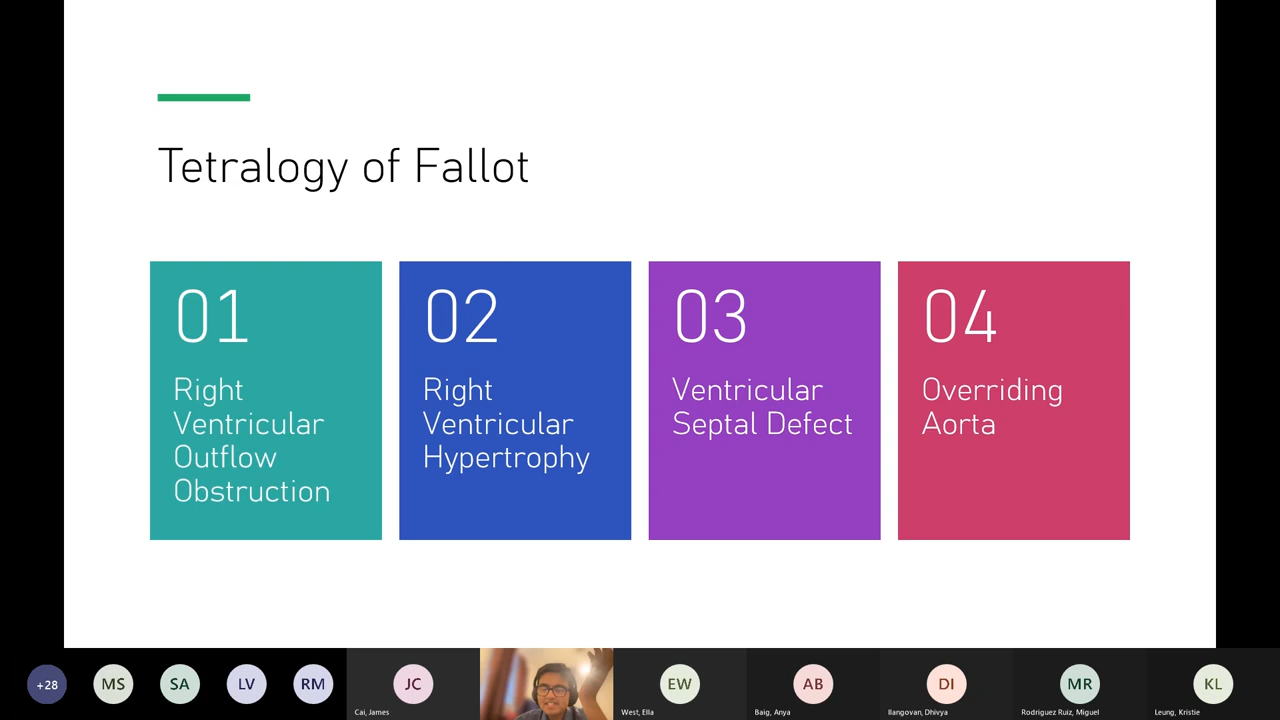 Tetralogy of Fallot
01
Right
Ventricular
Outflow
Obstruction
02
Right
Ventricular
Hypertrophy
03
Ventricular
Septal Defect
04
Overriding
Aorta
+28
MS
SA
LV
RM
JC
Cai, James
EW
West, Ella
AB
Baig, Anya
DI
Ilangovan, Dhivya
MR
Rodriguez Ruiz, Miguel
KL
Leung, Kristie